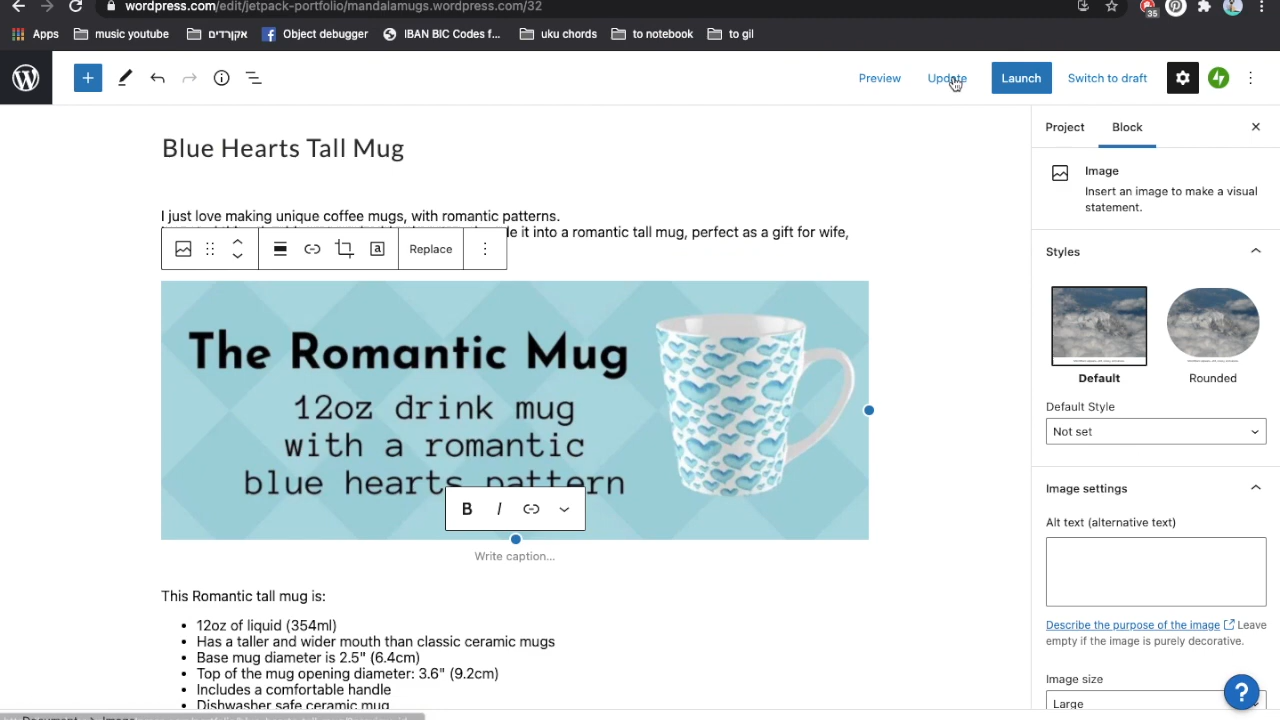 wordpress.com/edit/jetpack-portfolio/mandalamugs.wordpress.com/32
35
Apps
music youtube
אקורדים
Object debugger
IBAN BIC Codes f...
uku chords
to notebook
to gil
Preview
Update
Launch
Switch to draft
Blue Hearts Tall Mug
Project
Block
Image
Insert an image to make a visual
statement.
I just love making unique coffee mugs, with romantic patterns.
it into a romantic tall mug, perfect as a gift for wife,
Replace
Styles
Default
Rounded
The Romantic Mug
12oz drink mug
with a romantic
blue hearts pattern
B I
Write caption...
Default Style
Not set
Image settings
Alt text (alternative text)
Describe the purpose of the image Leave
empty if the image is purely decorative.
Image size
Large
?
This Romantic tall mug is:
• 12oz of liquid (354ml)
• Has a taller and wider mouth than classic ceramic mugs
• Base mug diameter is 2.5" (6.4cm)
• Top of the mug opening diameter: 3.6" (9.2cm)
• Includes a comfortable handle
• Dishwasher safe ceramic mug